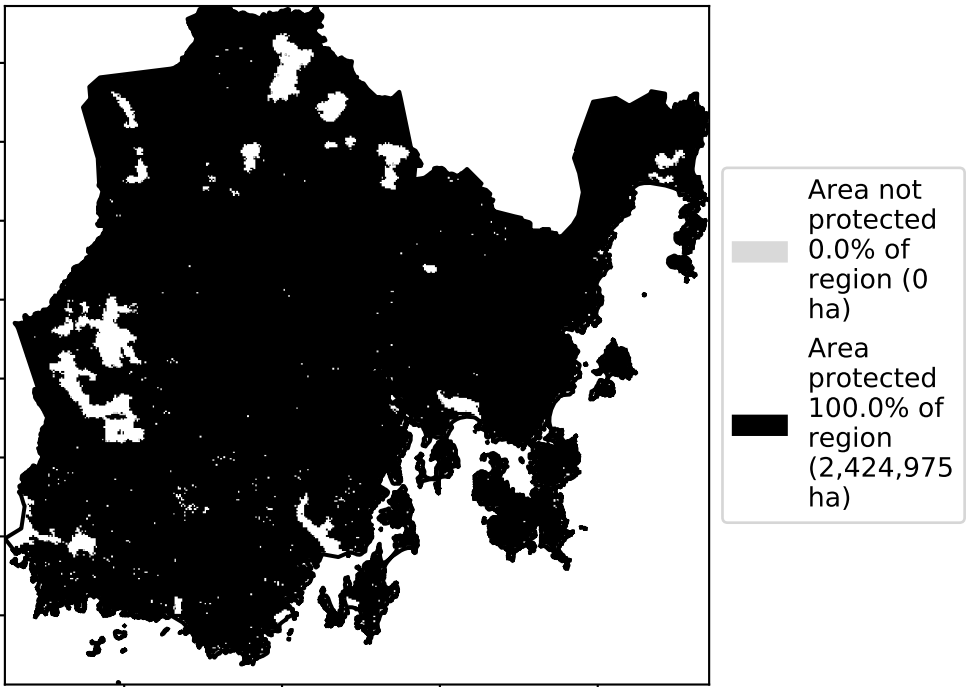 Area not
protected
0.0% of
region (0
ha)
Area
protected
100.0% of
region
(2,424,975
ha)